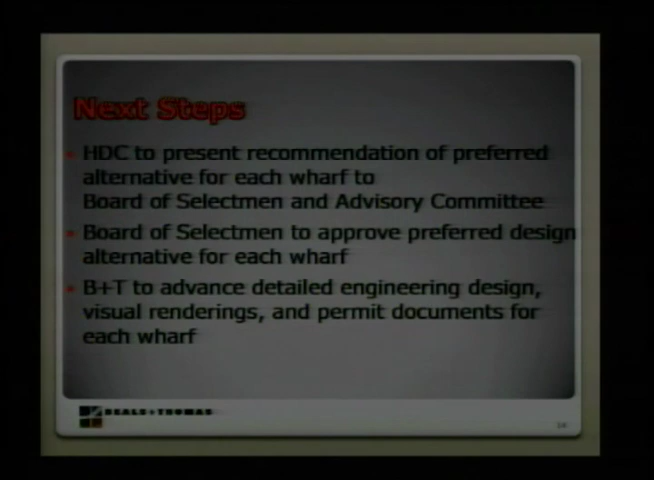 Next Steps
HDC to present recommendation of preferred
alternative for each wharf to
Board of Selectmen and Advisory Committee
Board of Selectmen to approve preferred design
alternative for each wharf
B+T to advance detailed engineering design,
visual renderings, and permit documents for
each wharf
BEALS+THOMAS